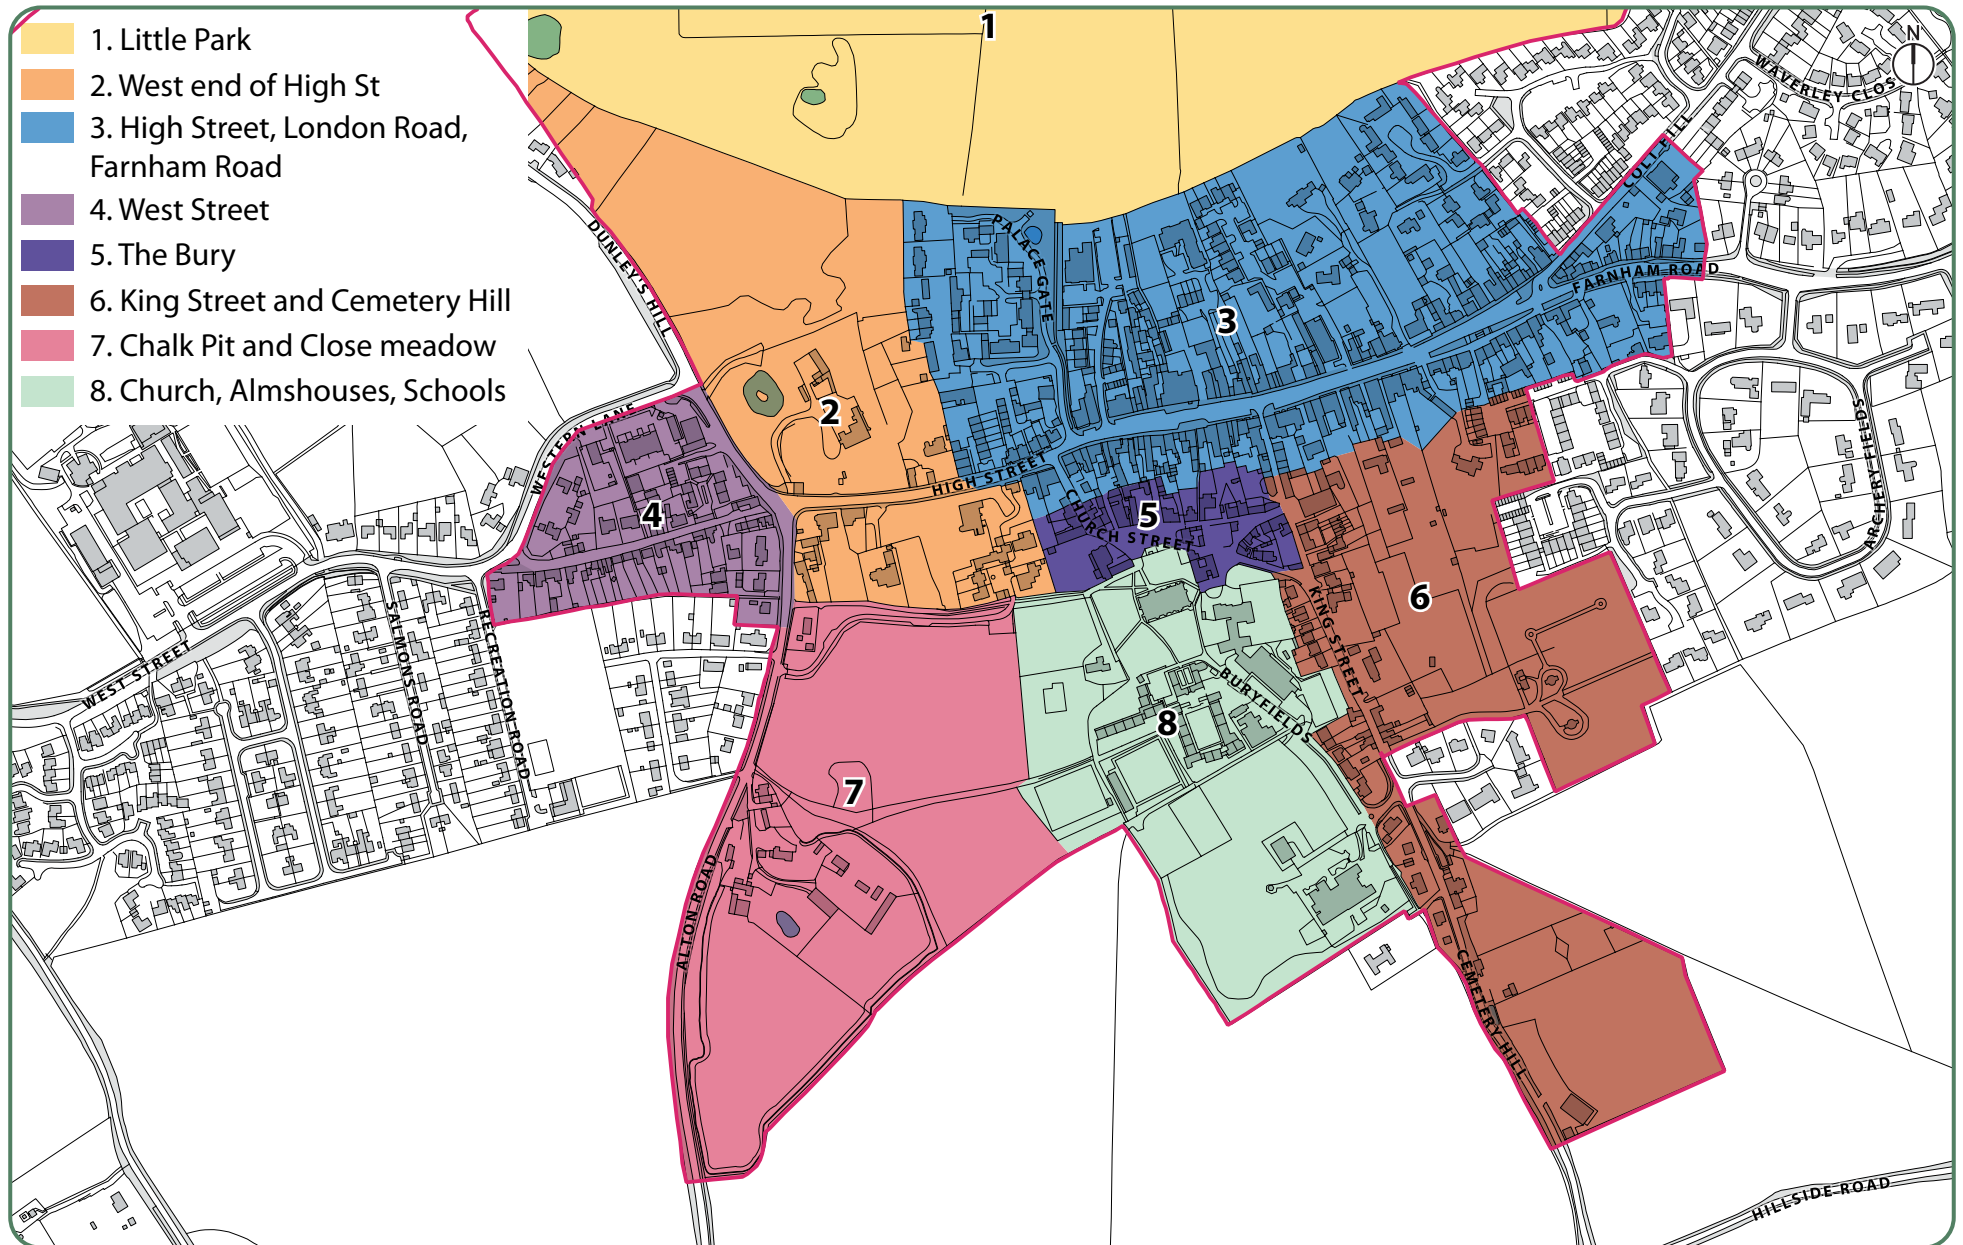 1. Little Park
2. West end of High St
3. High Street, London Road,
Farnham Road
4. West Street
5. The Bury
6. King Street and Cemetery Hill
7. Chalk Pit and Close meadow
8. Church, Almshouses, Schools
1
N
WAVERLEY CLOS
COLT HILL
DUNLEY'S HILL
PALACE GATE
FARNHAM ROAD
3
2
WESTERN LANE
HIGH STREET
ARCHERY FIELDS
4
CHURCH STREET
5
6
KING STREET
SALMONS ROAD
RECREATION ROAD
WEST STREET
BURYFIELDS
8
7
ALTON ROAD
CEMETERY HILL
HILLSIDE ROAD